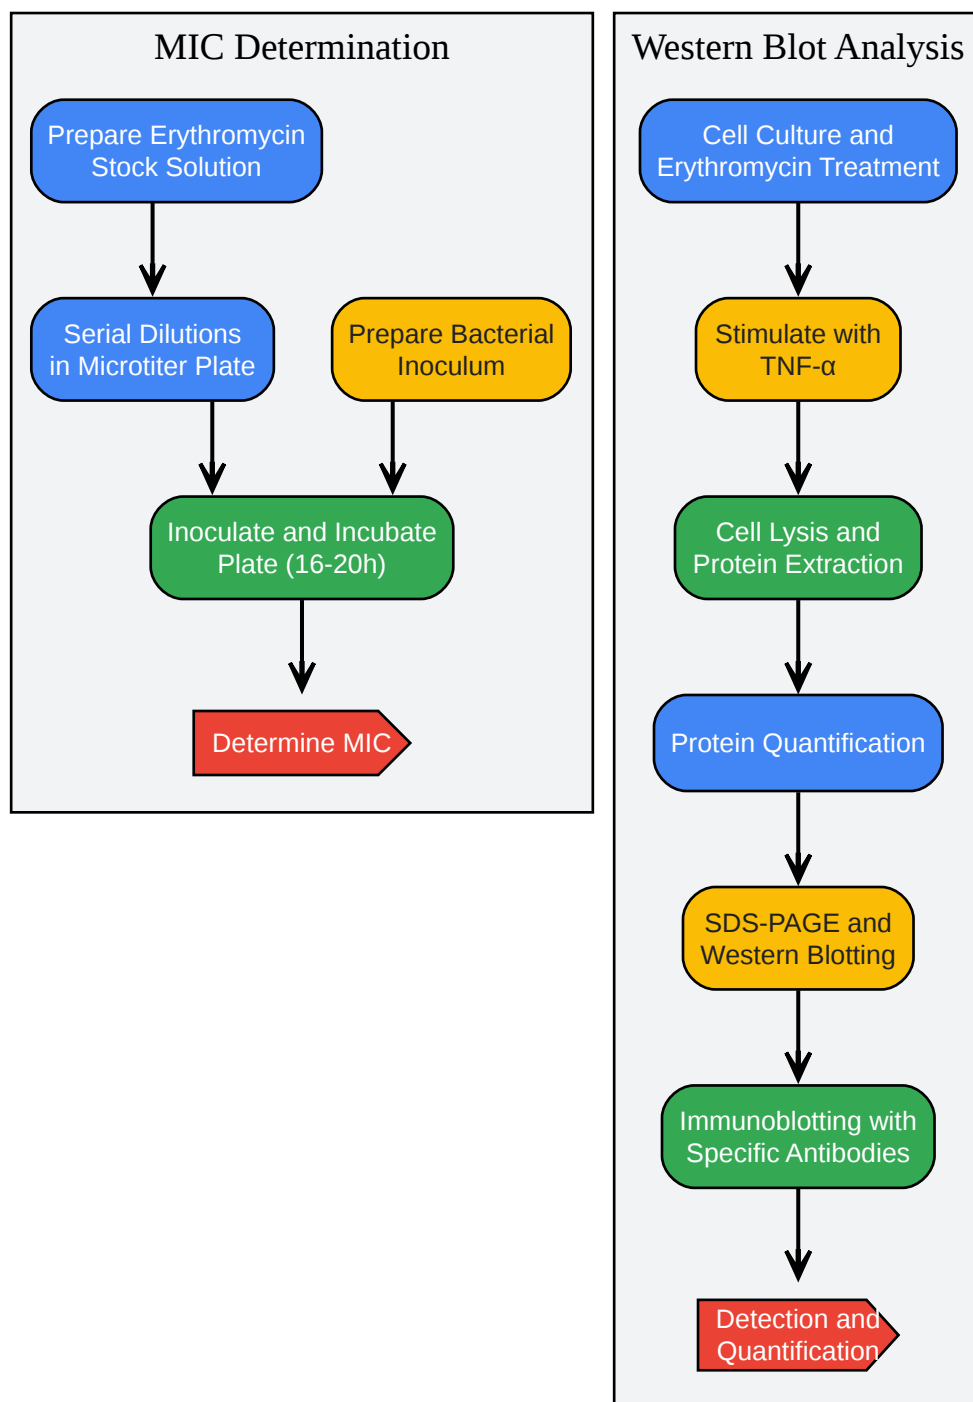 MIC Determination
Prepare Erythromycin
Stock Solution
Serial Dilutions
in Microtiter Plate
Prepare Bacterial
Inoculum
Inoculate and Incubate
Plate (16-20h)
Determine MIC
Western Blot Analysis
Cell Culture and
Erythromycin Treatment
Stimulate with
TNF-α
Cell Lysis and
Protein Extraction
Protein Quantification
SDS-PAGE and
Western Blotting
Immunoblotting with
Specific Antibodies
Detection and
Quantification